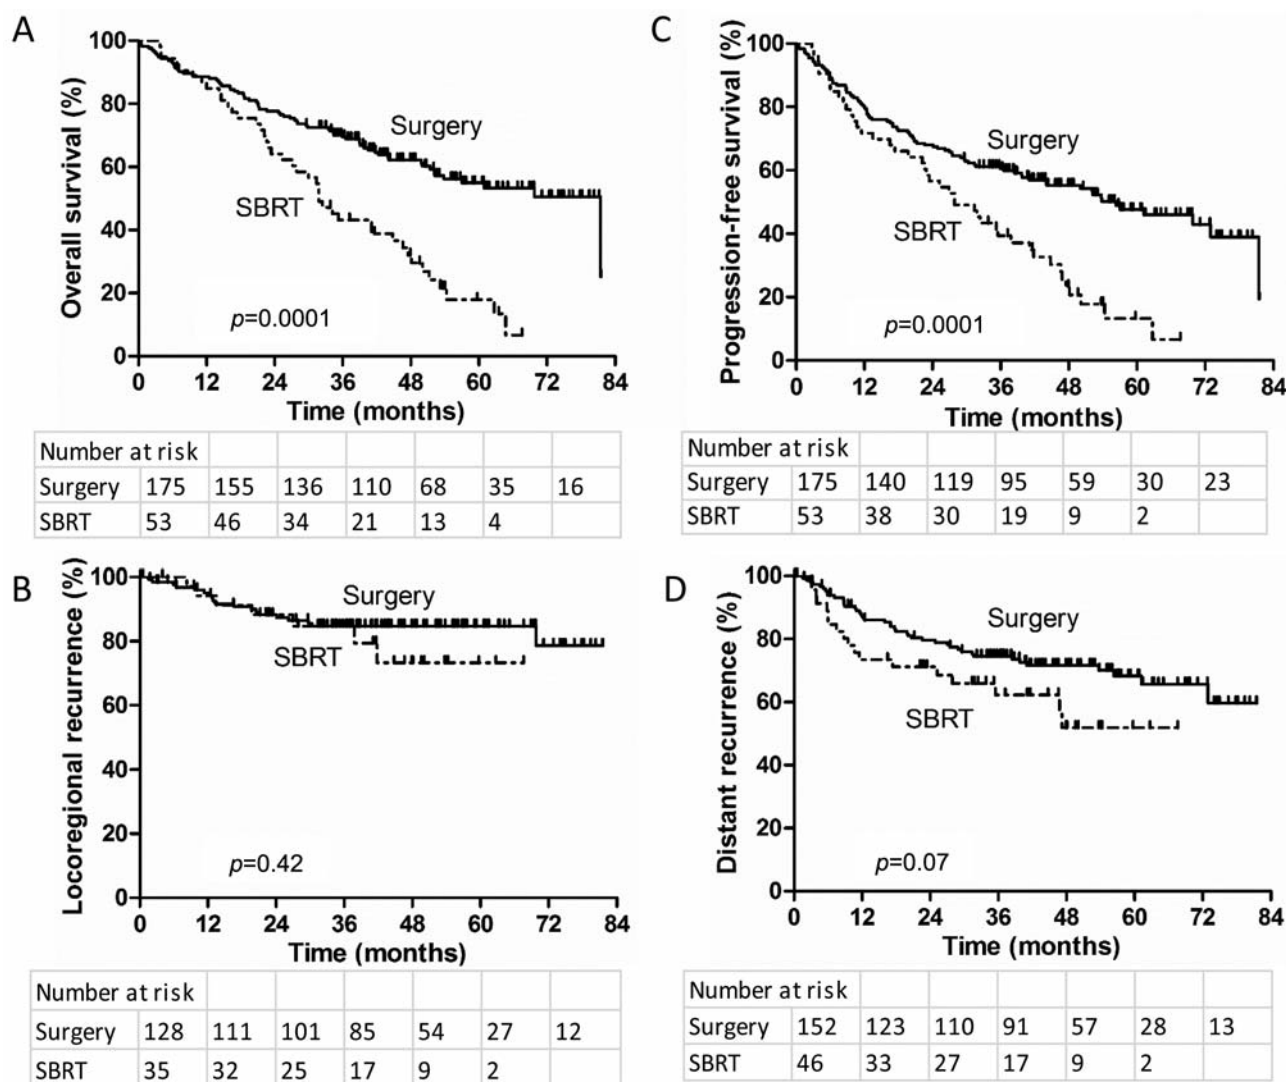 A
Overall survival (%)
100
80
60
40
20
0
Surgery
SBRT
p=0.0001
0 12 24 36 48 60 72 84
Time (months)
Number at risk
Surgery 175 155 136 110 68 35 16
SBRT 53 46 34 21 13 4
C
Progression-free survival (%)
100
80
60
40
20
0
Surgery
SBRT
p=0.0001
0 12 24 36 48 60 72 84
Time (months)
Number at risk
Surgery 175 140 119 95 59 30 23
SBRT 53 38 30 19 9 2
B
Locoregional recurrence (%)
100
80
60
40
20
0
Surgery
SBRT
p=0.42
0 12 24 36 48 60 72 84
Time (months)
Number at risk
Surgery 128 111 101 85 54 27 12
SBRT 35 32 25 17 9 2
D
Distant recurrence (%)
100
80
60
40
20
0
Surgery
SBRT
p=0.07
0 12 24 36 48 60 72 84
Time (months)
Number at risk
Surgery 152 123 110 91 57 28 13
SBRT 46 33 27 17 9 2